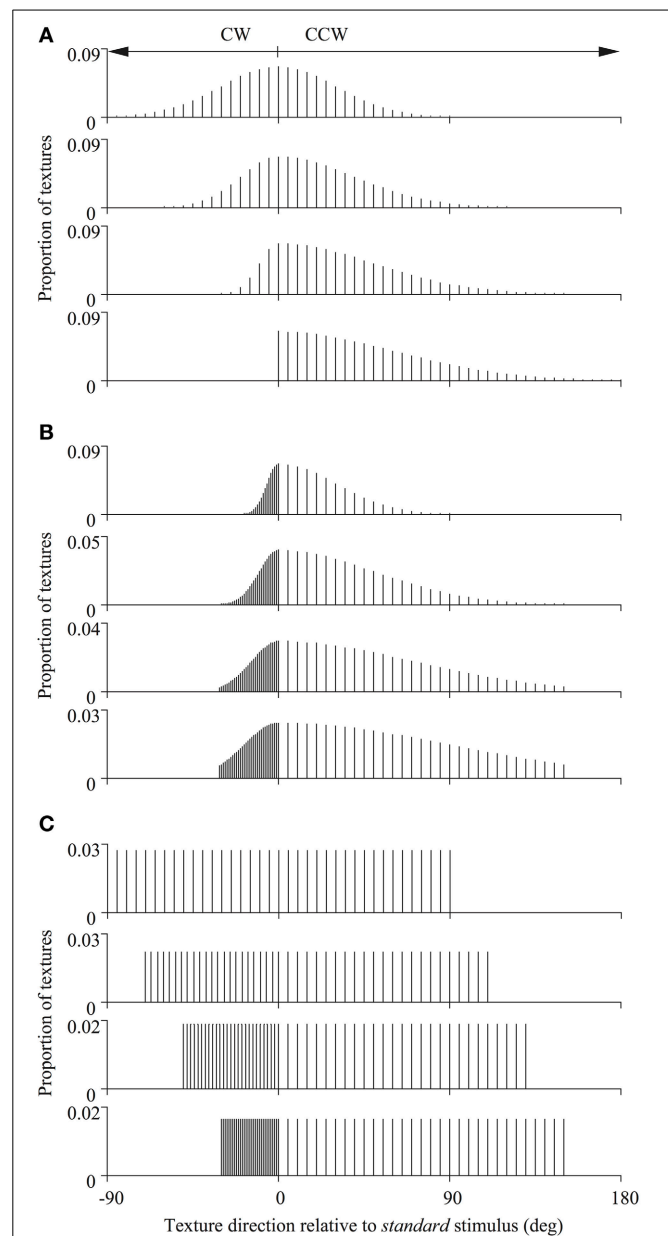 A
CW CCW
0.09
0
0.09
0
0.09
0
0.09
0
Proportion of textures
B
0.09
0
0.05
0
0.04
0
0.03
0
Proportion of textures
C
0.03
0
0.03
0
0.02
0
0.02
0
Proportion of textures
-90 0 90 180
Texture direction relative to standard stimulus (deg)